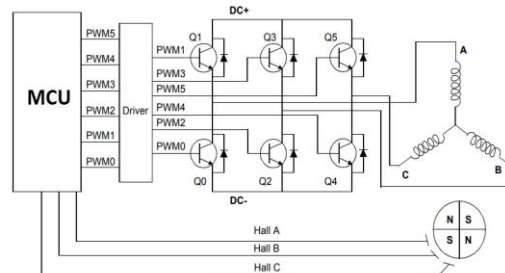 DC+
PWM5
PWM4
PWM3
PWM2
PWM1
PWM0
MCU
Driver
PWM1
PWM3
PWM5
PWM4
PWM2
PWM0
Q1
Q3
Q5
Q0
Q2
Q4
DC-
A
C
B
N S
S N
Hall A
Hall B
Hall C